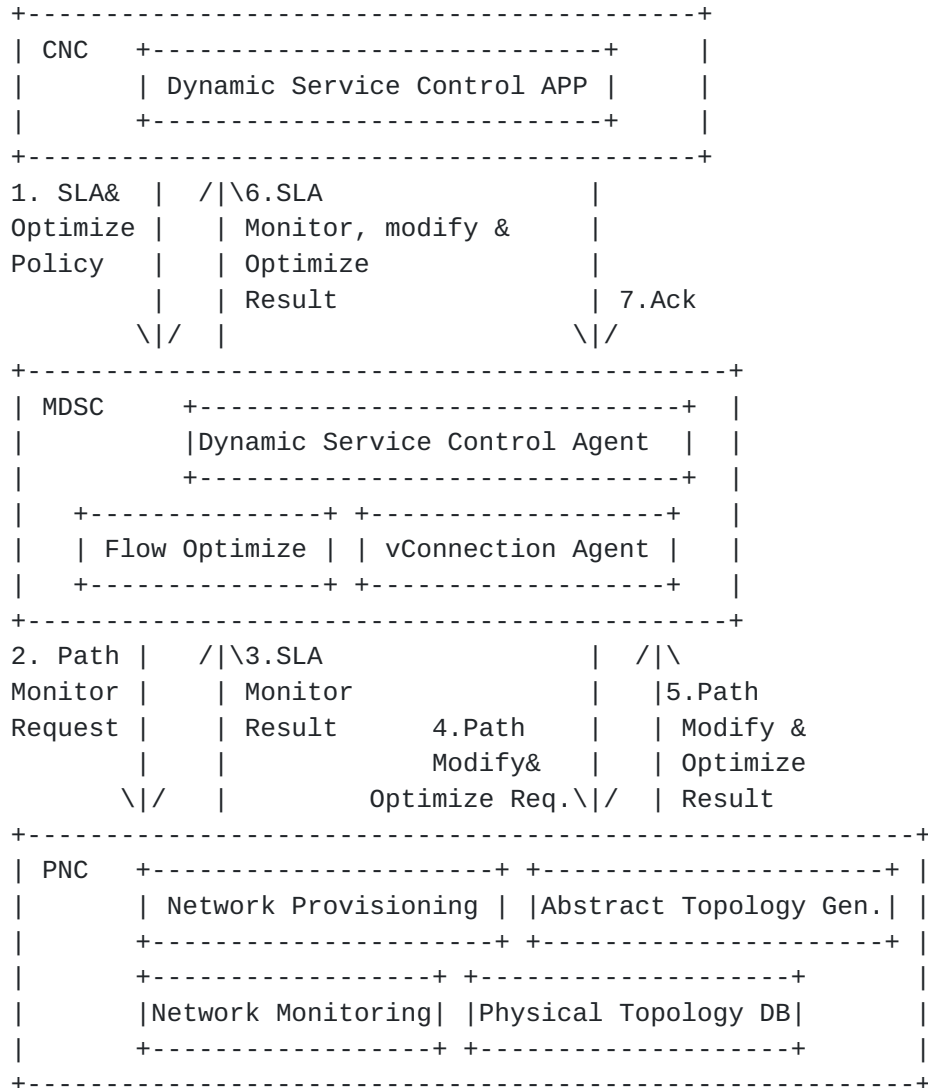 +-------------------------------------------+
| CNC   +-----------------------------+     |
|       | Dynamic Service Control APP |     |
|       +-----------------------------+     |
+-------------------------------------------+
1. SLA&  |  /|\6.SLA                 |
Optimize |   | Monitor, modify &     |
Policy   |   | Optimize              |
         |   | Result                | 7.Ack
        \|/  |                      \|/
+---------------------------------------------+
| MDSC     +-------------------------------+  |
|          |Dynamic Service Control Agent  |  |
|          +-------------------------------+  |
|   +---------------+ +-------------------+   |
|   | Flow Optimize | | vConnection Agent |   |
|   +---------------+ +-------------------+   |
+---------------------------------------------+
2. Path |   /|\3.SLA                 |  /|\
Monitor |    | Monitor               |   |5.Path
Request |    | Result      4.Path    |   | Modify &
        |    |             Modify&   |   | Optimize
       \|/   |         Optimize Req.\|/  | Result
+---------------------------------------------------------+
| PNC   +----------------------+ +----------------------+ |
|       | Network Provisioning | |Abstract Topology Gen.| |
|       +----------------------+ +----------------------+ |
|       +------------------+ +--------------------+       |
|       |Network Monitoring| |Physical Topology DB|       |
|       +------------------+ +--------------------+       |
+---------------------------------------------------------+